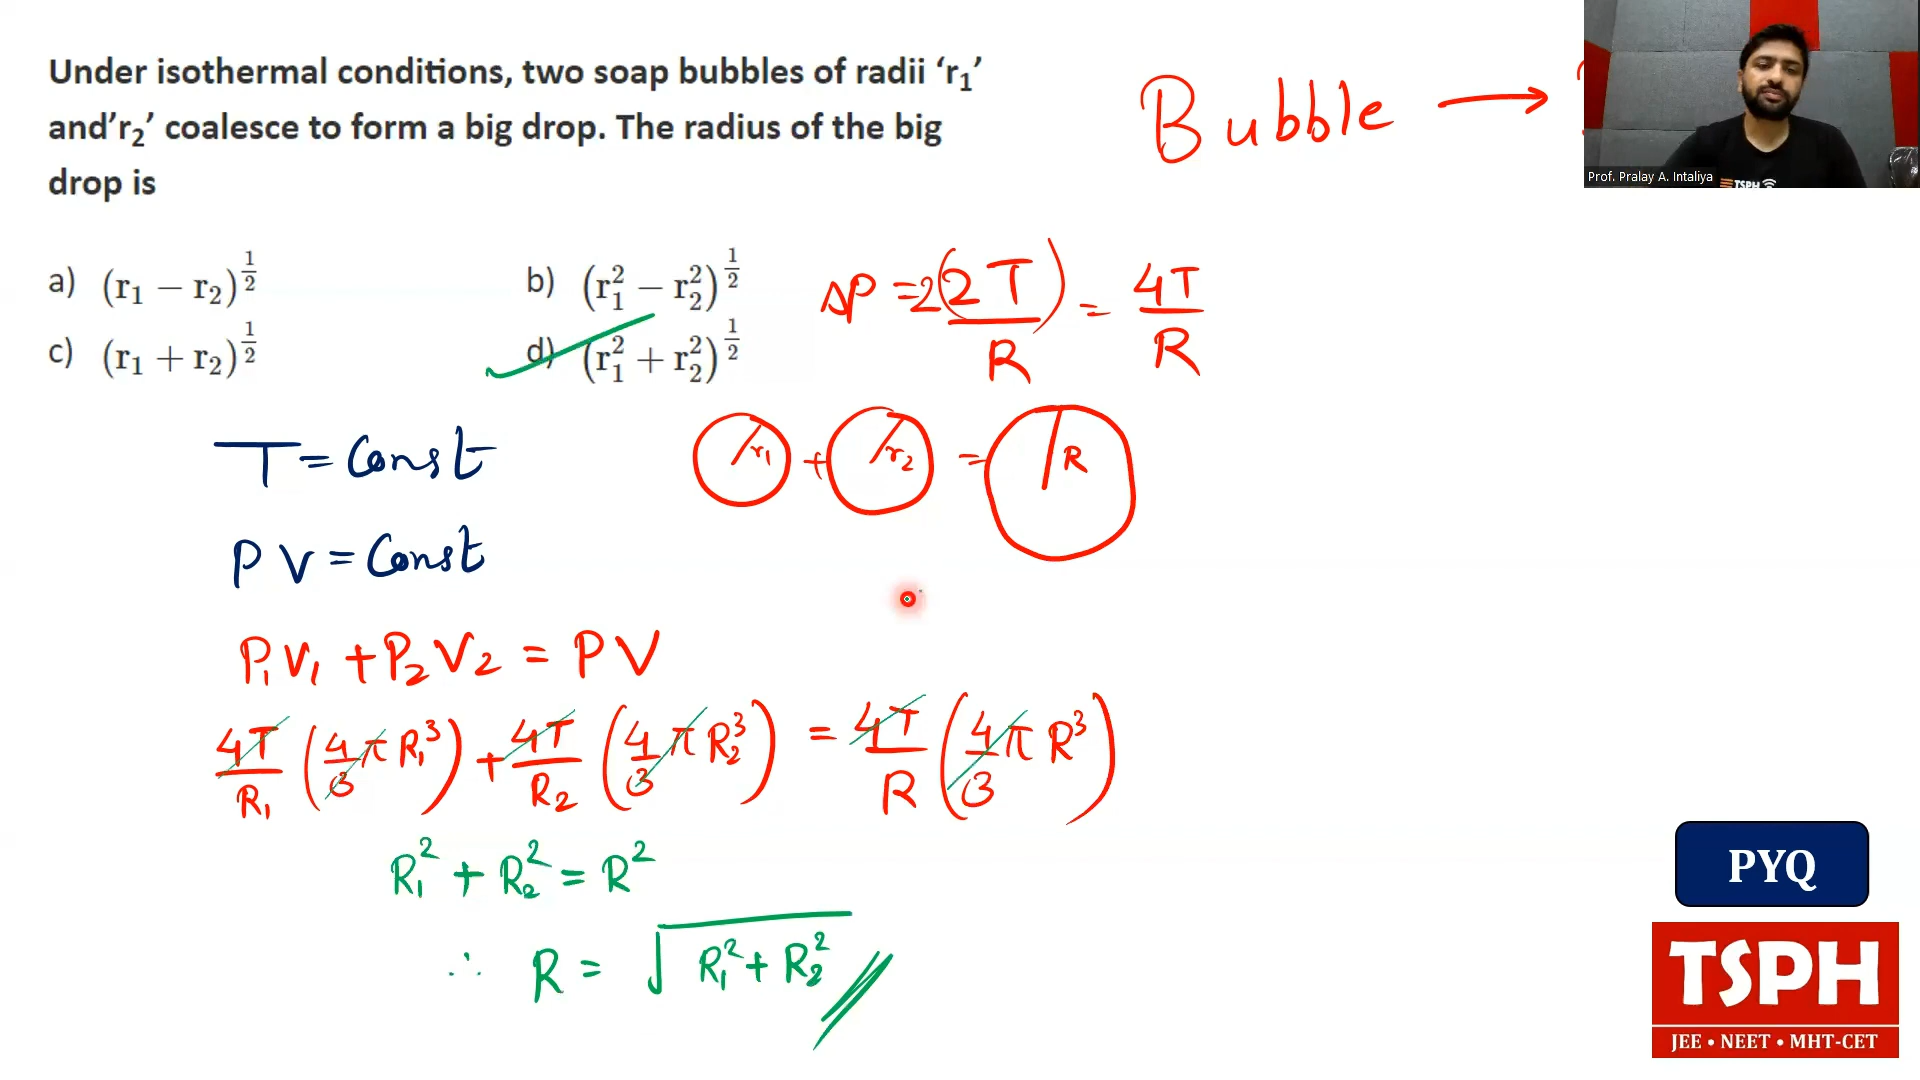 Under isothermal conditions, two soap bubbles of radii ‘r₁’
and’r₂’ coalesce to form a big drop. The radius of the big
drop is
a) (r₁ − r₂)^(1/2)
b) (r₁² − r₂²)^(1/2)
c) (r₁ + r₂)^(1/2)
d) (r₁² + r₂²)^(1/2)
Bubble →
ΔP = 2(2T/R) = 4T/R
r₁ + r₂ = R
T = Const
PV = Const
P₁V₁ + P₂V₂ = PV
4T/R₁ (4/3 π R₁³) + 4T/R₂ (4/3 π R₂³) = 4T/R (4/3 π R³)
R₁² + R₂² = R²
∴ R = √(R₁² + R₂²)
Prof. Pralay A. Intaliya
TSPH
PYQ
TSPH
JEE • NEET • MHT-CET